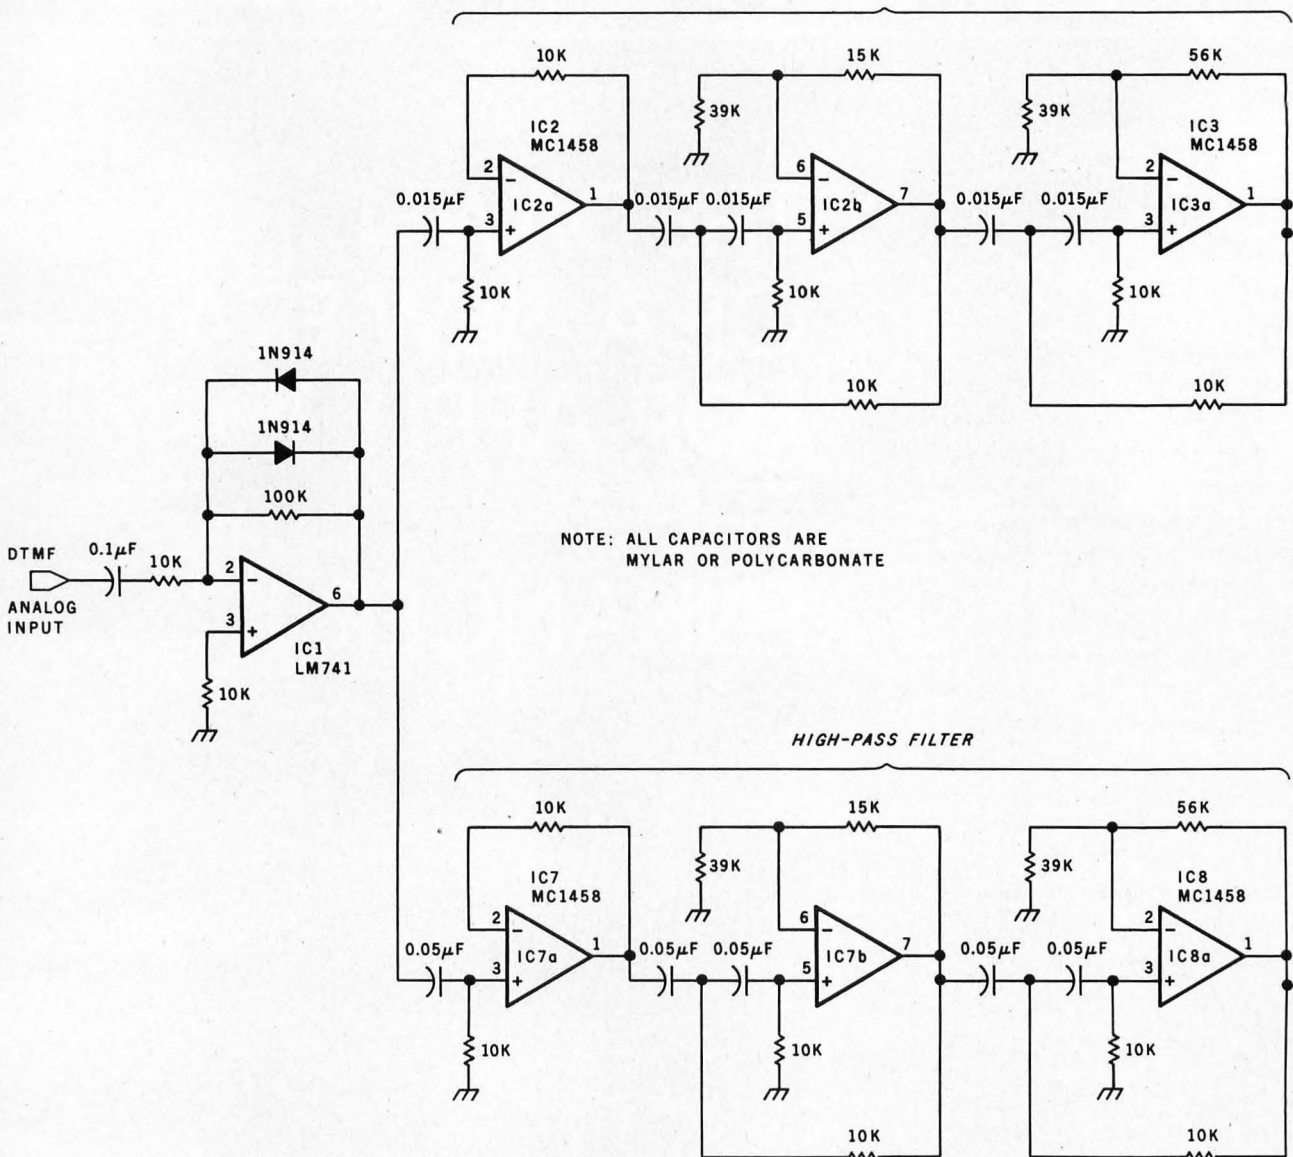 10K
15K
56K
39K
39K
IC2
MC1458
IC3
MC1458
2
–
6
–
2
–
0.015μF
IC2a
1
0.015μF
0.015μF
IC2b
7
0.015μF
0.015μF
IC3a
1
3
+
5
+
3
+
10K
10K
10K
1N914
10K
10K
1N914
100K
NOTE: ALL CAPACITORS ARE
MYLAR OR POLYCARBONATE
DTMF
0.1μF
10K
2
–
6
ANALOG
INPUT
3
+
IC1
LM741
10K
HIGH-PASS FILTER
10K
15K
56K
39K
39K
IC7
MC1458
IC8
MC1458
2
–
6
–
2
–
0.05μF
IC7a
1
0.05μF
0.05μF
IC7b
7
0.05μF
0.05μF
IC8a
1
3
+
5
+
3
+
10K
10K
10K
10K
10K